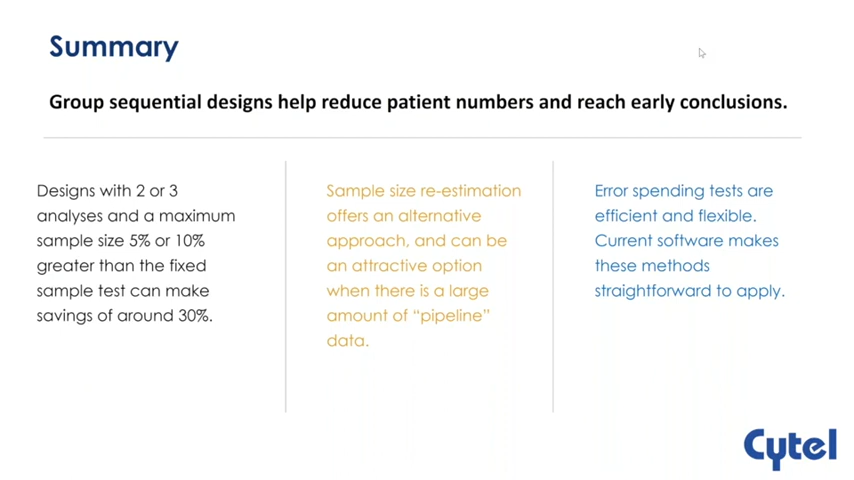 Summary
Group sequential designs help reduce patient numbers and reach early conclusions.
Designs with 2 or 3
analyses and a maximum
sample size 5% or 10%
greater than the fixed
sample test can make
savings of around 30%.
Sample size re-estimation
offers an alternative
approach, and can be
an attractive option
when there is a large
amount of “pipeline”
data.
Error spending tests are
efficient and flexible.
Current software makes
these methods
straightforward to apply.
Cytel